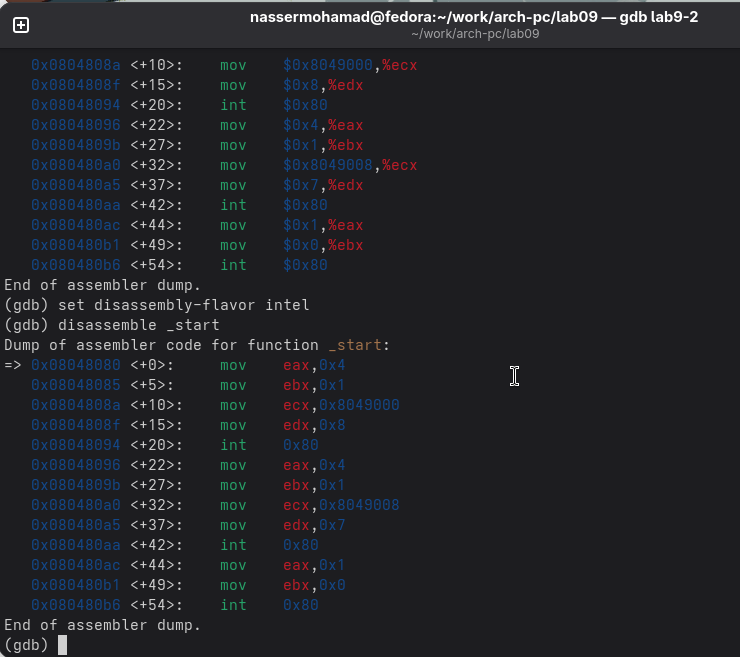 nassermohamad@fedora:~/work/arch-pc/lab09 — gdb lab9-2
~/work/arch-pc/lab09
0x0804808a <+10>: mov $0x8049000,%ecx
0x0804808f <+15>: mov $0x8,%edx
0x08048094 <+20>: int $0x80
0x08048096 <+22>: mov $0x4,%eax
0x0804809b <+27>: mov $0x1,%ebx
0x080480a0 <+32>: mov $0x8049008,%ecx
0x080480a5 <+37>: mov $0x7,%edx
0x080480aa <+42>: int $0x80
0x080480ac <+44>: mov $0x1,%eax
0x080480b1 <+49>: mov $0x0,%ebx
0x080480b6 <+54>: int $0x80
End of assembler dump.
(gdb) set disassembly-flavor intel
(gdb) disassemble _start
Dump of assembler code for function _start:
=> 0x08048080 <+0>: mov eax,0x4
0x08048085 <+5>: mov ebx,0x1
0x0804808a <+10>: mov ecx,0x8049000
0x0804808f <+15>: mov edx,0x8
0x08048094 <+20>: int 0x80
0x08048096 <+22>: mov eax,0x4
0x0804809b <+27>: mov ebx,0x1
0x080480a0 <+32>: mov ecx,0x8049008
0x080480a5 <+37>: mov edx,0x7
0x080480aa <+42>: int 0x80
0x080480ac <+44>: mov eax,0x1
0x080480b1 <+49>: mov ebx,0x0
0x080480b6 <+54>: int 0x80
End of assembler dump.
(gdb)